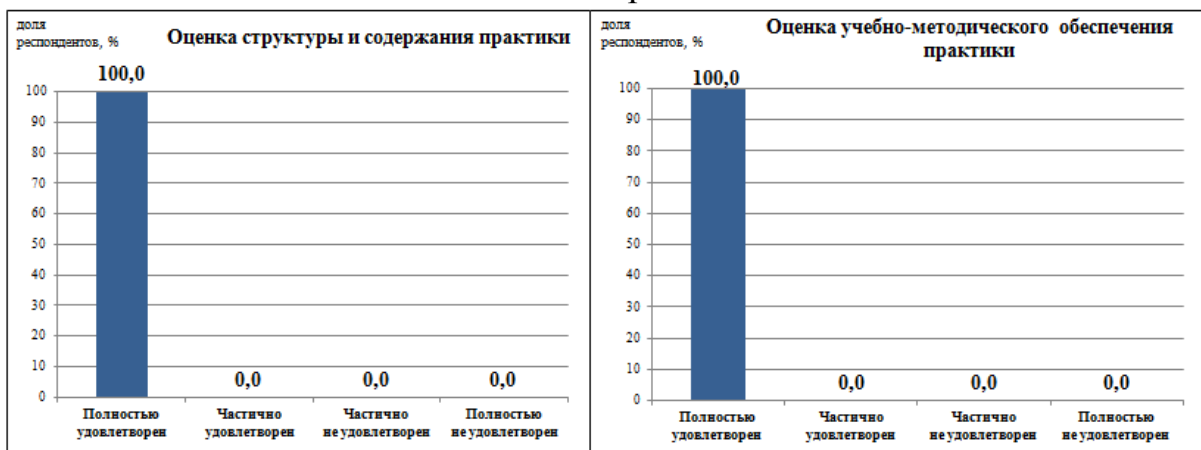 доля
респондентов, %
Оценка структуры и содержания практики
100,0
100
90
80
70
60
50
40
30
20
10
0
0,0
0,0
0,0
Полностью
удовлетворен
Частично
удовлетворен
Частично
не удовлетворен
Полностью
не удовлетворен
доля
респондентов, %
Оценка учебно-методического обеспечения
практики
100,0
100
90
80
70
60
50
40
30
20
10
0
0,0
0,0
0,0
Полностью
удовлетворен
Частично
удовлетворен
Частично
не удовлетворен
Полностью
не удовлетворен